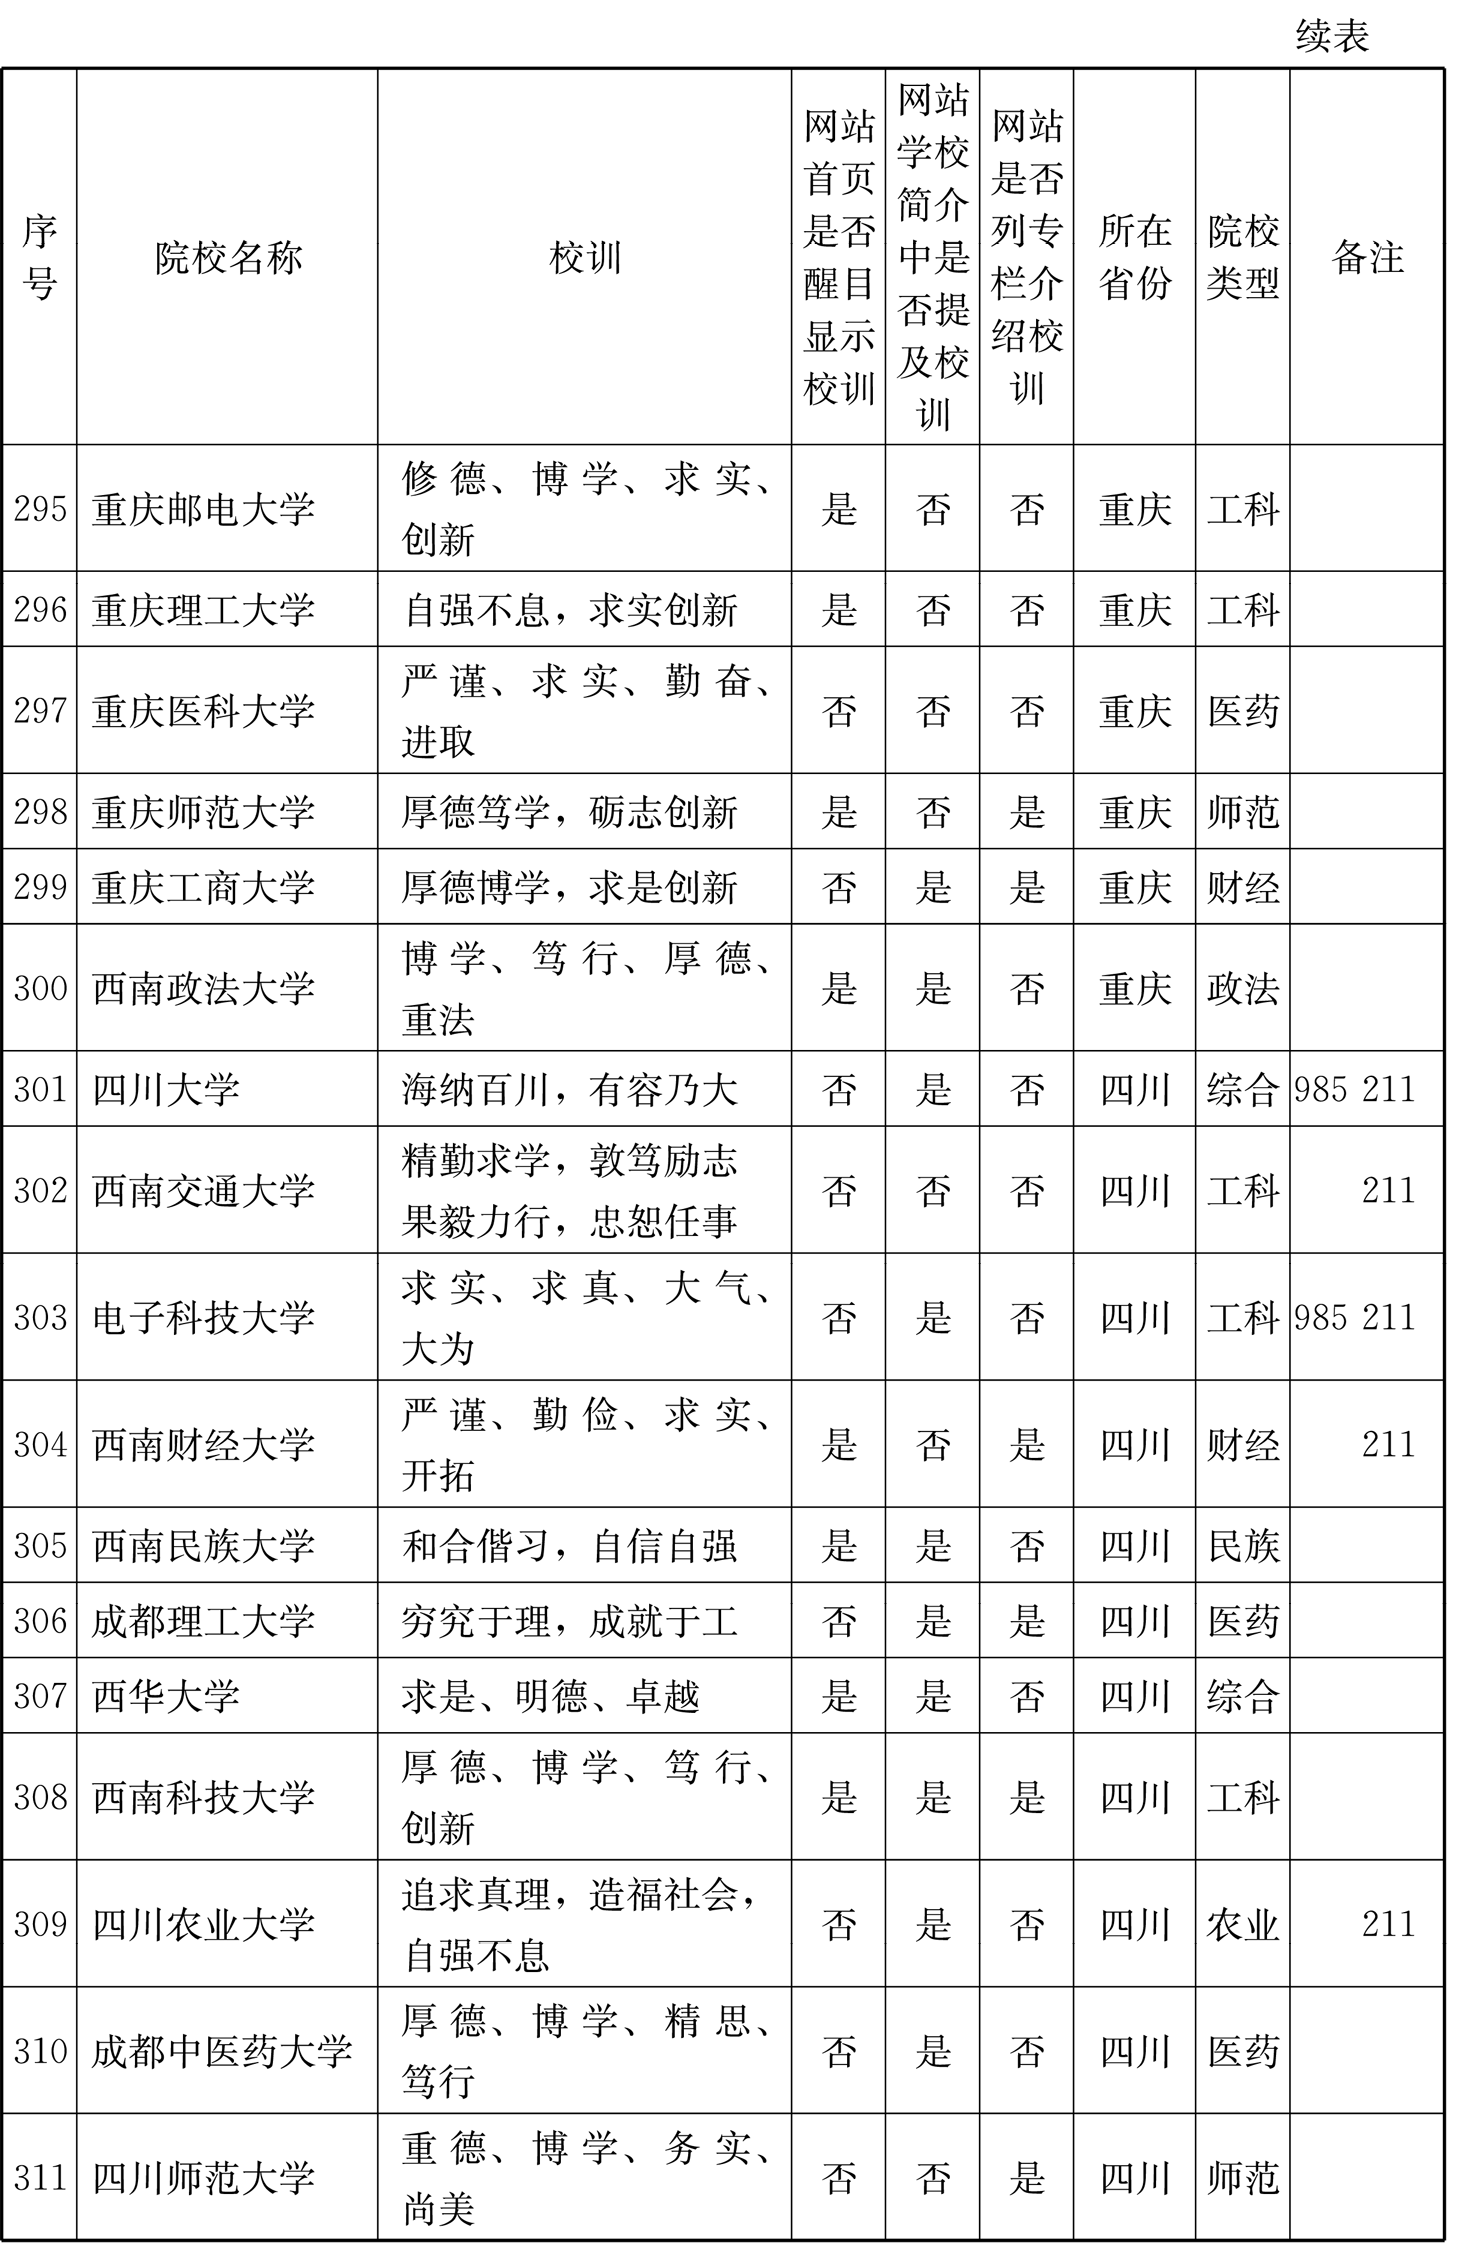 续表
序号 院校名称 校训 网站首页是否醒目显示校训 网站学校简介中是否提及校训 网站是否列专栏介绍校训 所在省份 院校类型 备注
295 重庆邮电大学 修德、博学、求实、创新 是 否 否 重庆 工科
296 重庆理工大学 自强不息，求实创新 是 否 否 重庆 工科
297 重庆医科大学 严谨、求实、勤奋、进取 否 否 否 重庆 医药
298 重庆师范大学 厚德笃学，砺志创新 是 否 是 重庆 师范
299 重庆工商大学 厚德博学，求是创新 否 是 是 重庆 财经
300 西南政法大学 博学、笃行、厚德、重法 是 是 否 重庆 政法
301 四川大学 海纳百川，有容乃大 否 是 否 四川 综合 985 211
302 西南交通大学 精勤求学，敦笃励志 果毅力行，忠恕任事 否 否 否 四川 工科 211
303 电子科技大学 求实、求真、大气、大为 否 是 否 四川 工科 985 211
304 西南财经大学 严谨、勤俭、求实、开拓 是 否 是 四川 财经 211
305 西南民族大学 和合偕习，自信自强 是 是 否 四川 民族
306 成都理工大学 穷究于理，成就于工 否 是 是 四川 医药
307 西华大学 求是、明德、卓越 是 是 否 四川 综合
308 西南科技大学 厚德、博学、笃行、创新 是 是 是 四川 工科
309 四川农业大学 追求真理，造福社会，自强不息 否 是 否 四川 农业 211
310 成都中医药大学 厚德、博学、精思、笃行 否 是 否 四川 医药
311 四川师范大学 重德、博学、务实、尚美 否 否 是 四川 师范